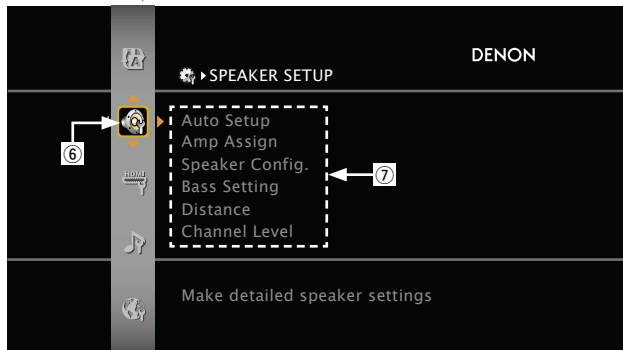 DENON
SPEAKER SETUP
Auto Setup
Amp Assign
⑥
Speaker Config.
⑦
HDMI
Bass Setting
Distance
Channel Level
Make detailed speaker settings